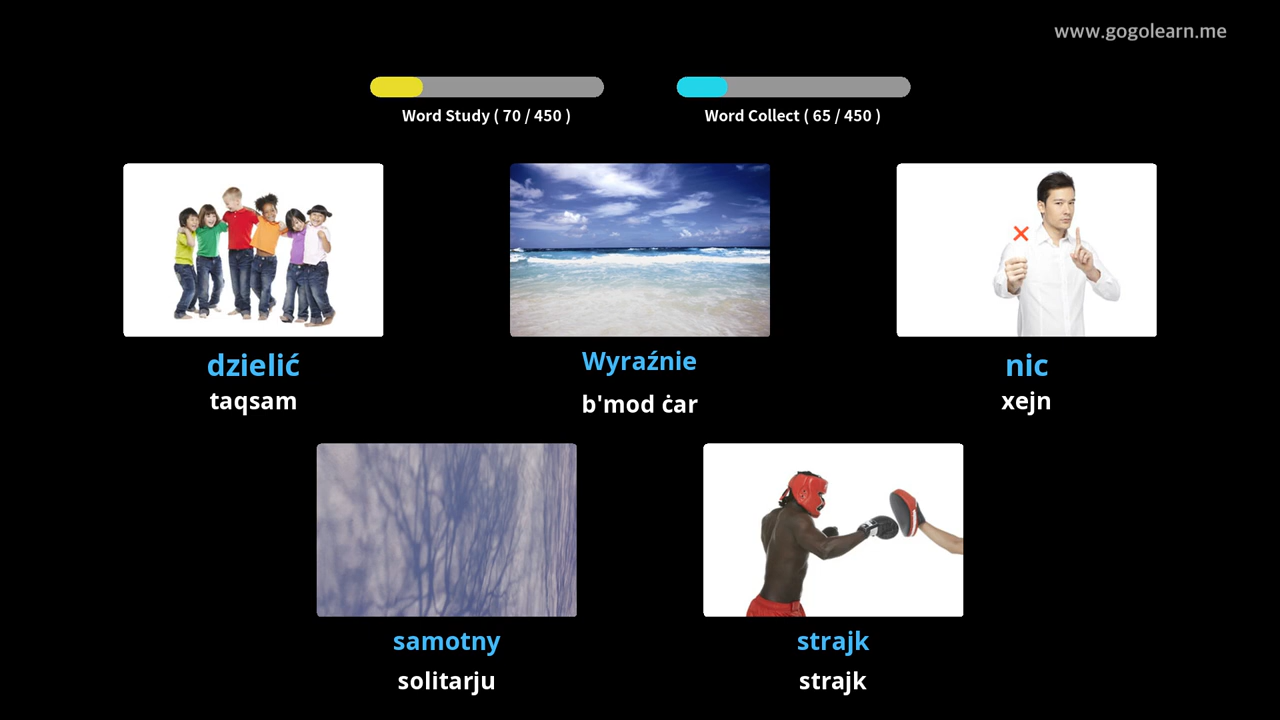 www.gogolearn.me
Word Study ( 70 / 450 )
Word Collect ( 65 / 450 )
dzielić
taqsam
Wyraźnie
b'mod ċar
nic
xejn
samotny
solitarju
strajk
strajk